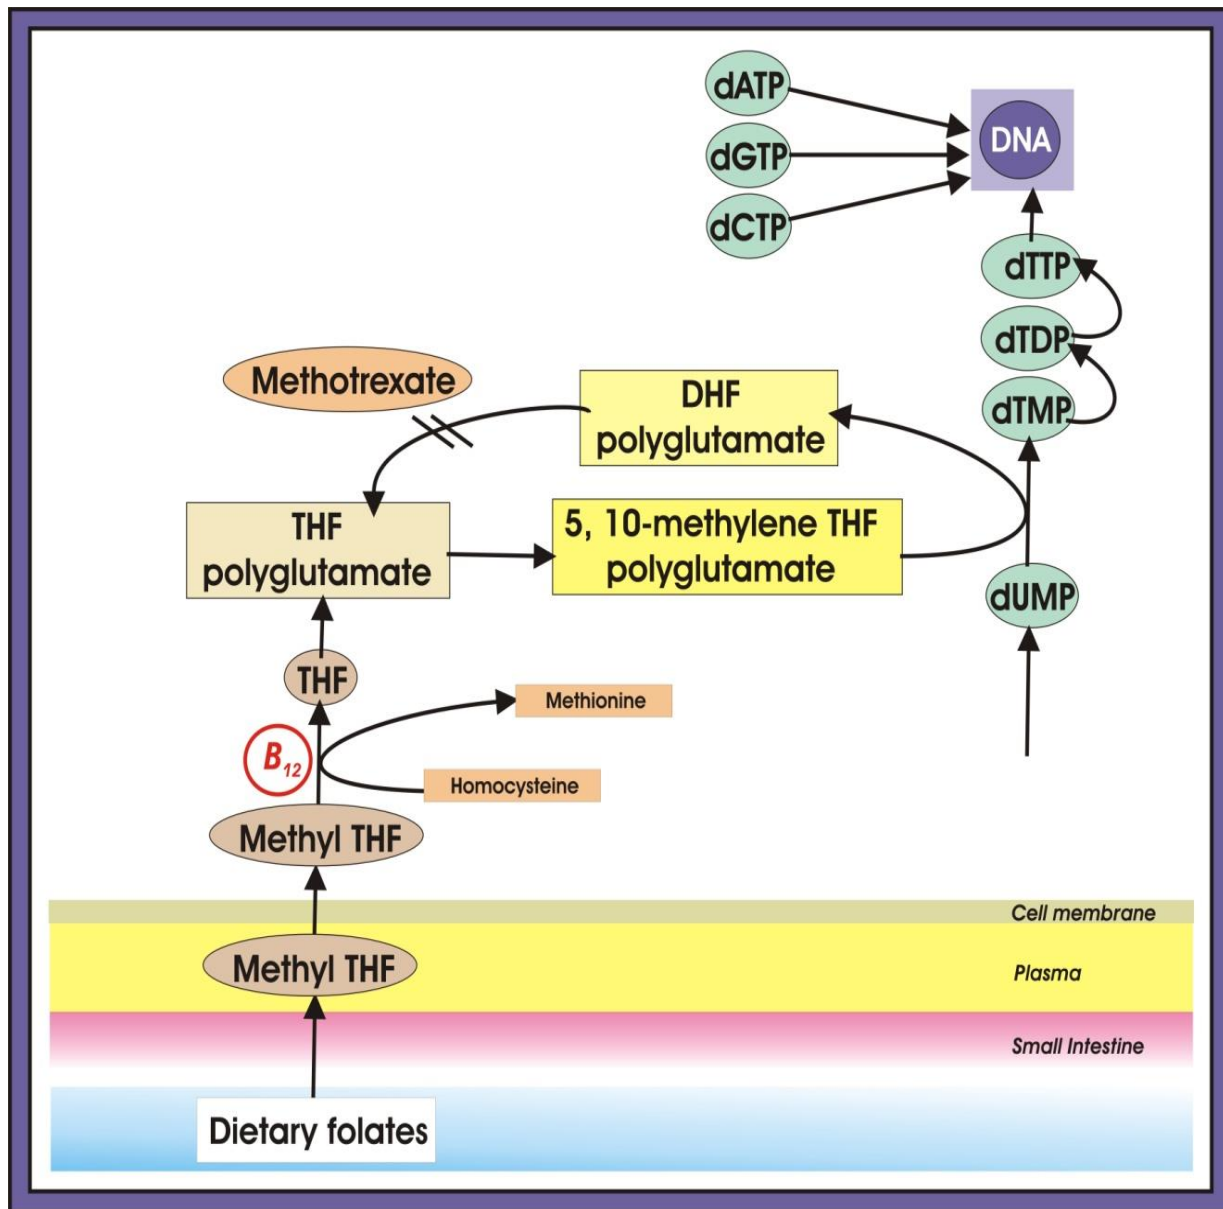 dATP
dGTP
dCTP
DNA
dTTP
dTDP
dTMP
Methotrexate
DHF
polyglutamate
THF
polyglutamate
5, 10-methylene THF
polyglutamate
dUMP
THF
B12
Methionine
Homocysteine
Methyl THF
Cell membrane
Methyl THF
Plasma
Small Intestine
Dietary folates